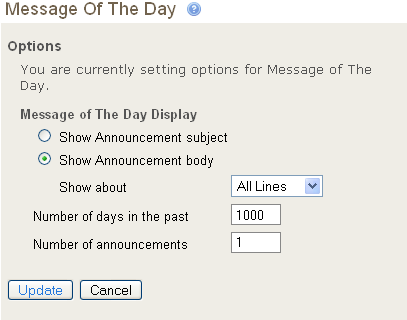 Message Of The Day ?
Options
You are currently setting options for Message of The
Day.
Message of The Day Display
Show Announcement subject
Show Announcement body
Show about All Lines
Number of days in the past 1000
Number of announcements 1
Update Cancel